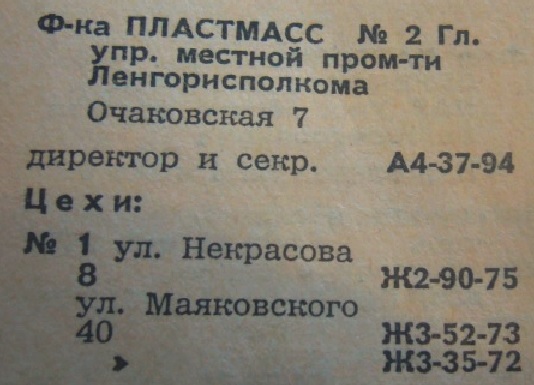 Ф-ка ПЛАСТМАСС № 2 Гл.
упр. местной пром-ти
Ленгорисполкома
Очаковская 7
директор и секр. А4-37-94
Цехи:
№ 1 ул. Некрасова
8 Ж2-90-75
ул. Маяковского
40 Ж3-52-73
» Ж3-35-72